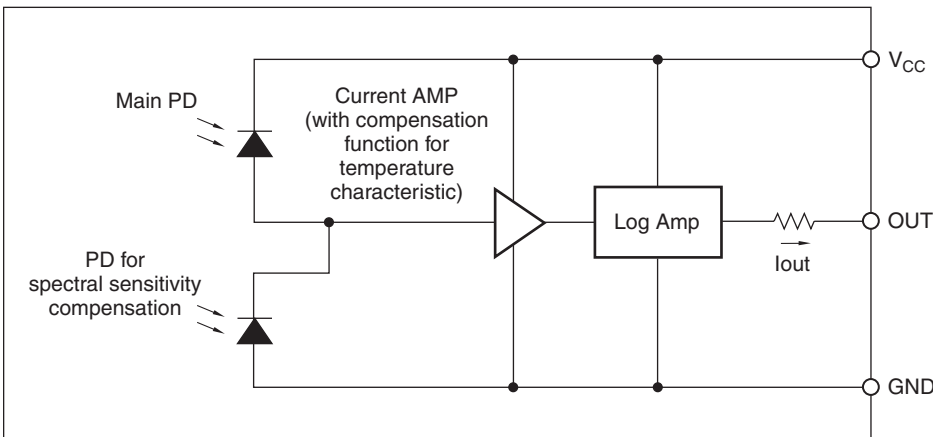 V_CC
Main PD
Current AMP
(with compensation
function for
temperature
characteristic)
Log Amp
OUT
Iout
PD for
spectral sensitivity
compensation
GND